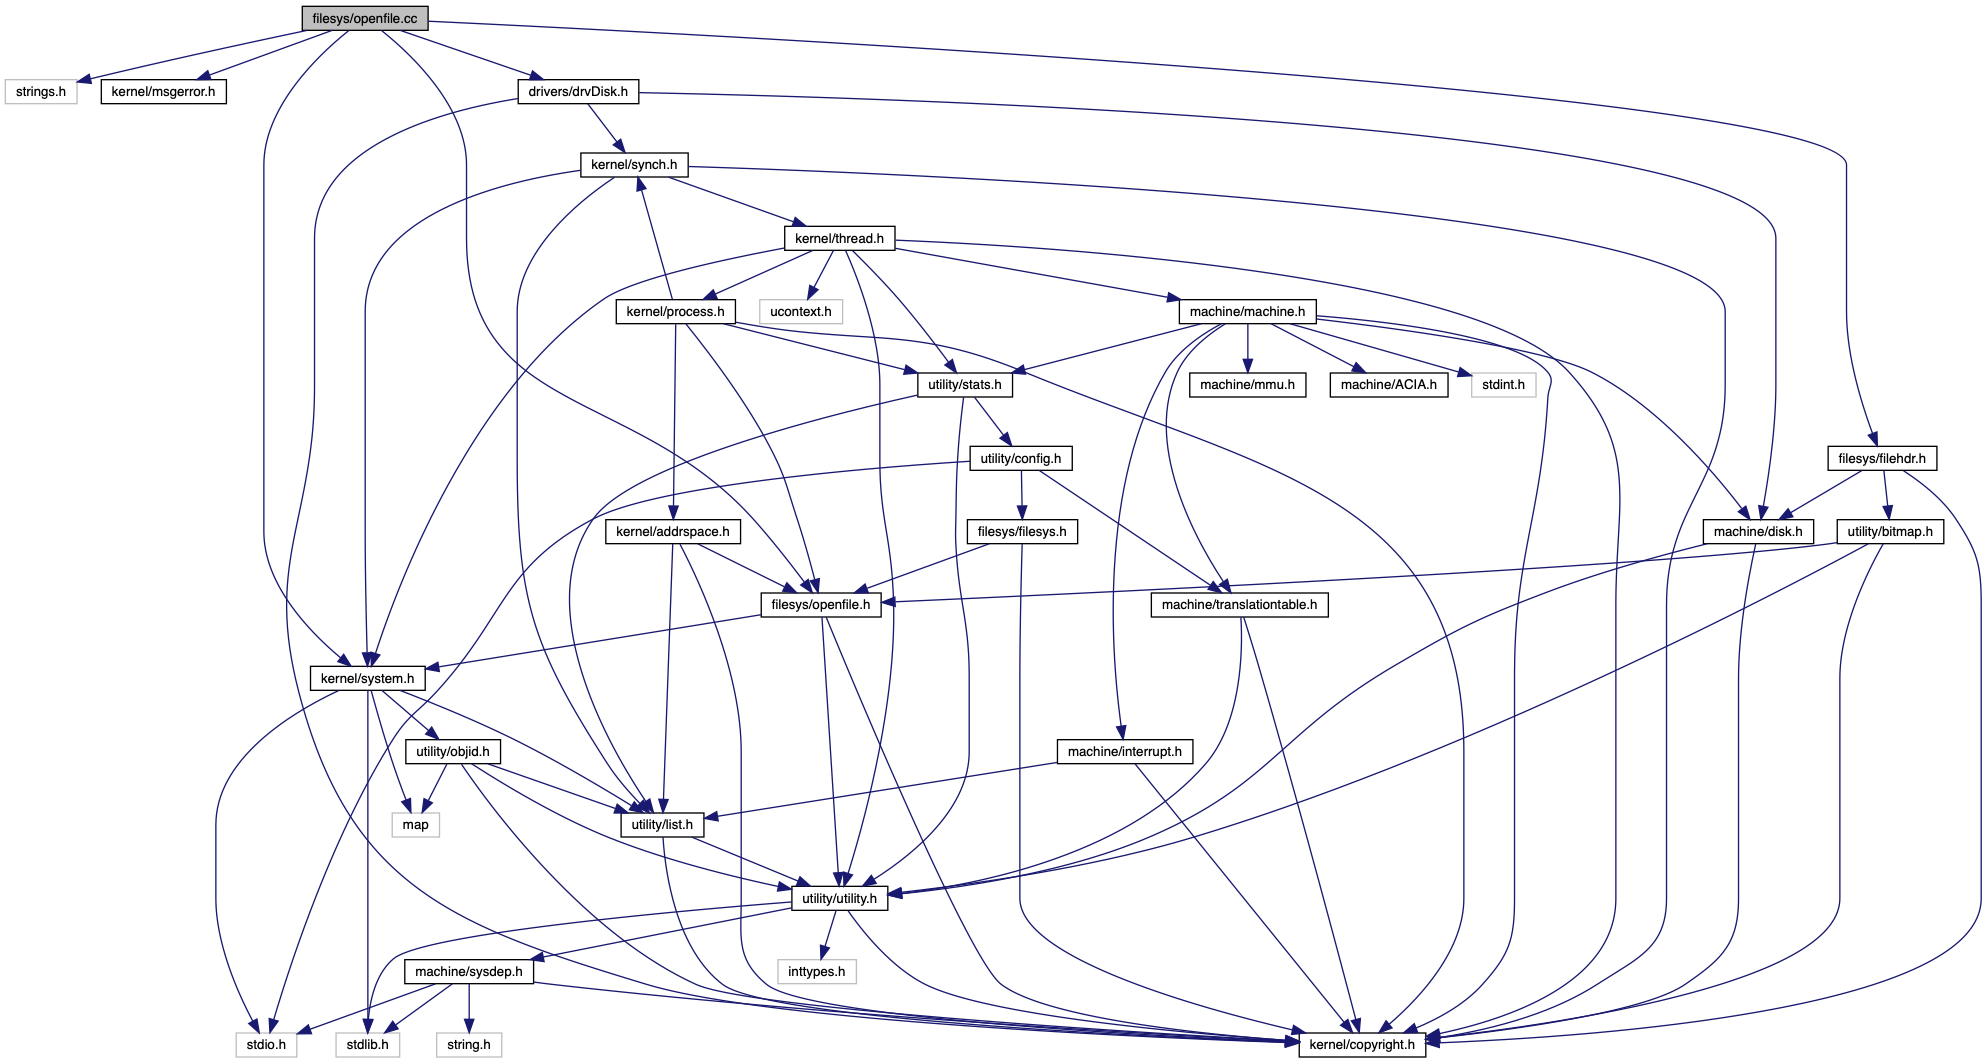 filesys/openfile.cc
strings.h
kernel/msgerror.h
drivers/drvDisk.h
kernel/synch.h
kernel/thread.h
kernel/process.h
ucontext.h
machine/machine.h
utility/stats.h
machine/mmu.h
machine/ACIA.h
stdint.h
utility/config.h
filesys/filehdr.h
kernel/addrspace.h
filesys/filesys.h
machine/disk.h
utility/bitmap.h
filesys/openfile.h
machine/translationtable.h
kernel/system.h
utility/objid.h
machine/interrupt.h
map
utility/list.h
utility/utility.h
machine/sysdep.h
inttypes.h
stdio.h
stdlib.h
string.h
kernel/copyright.h